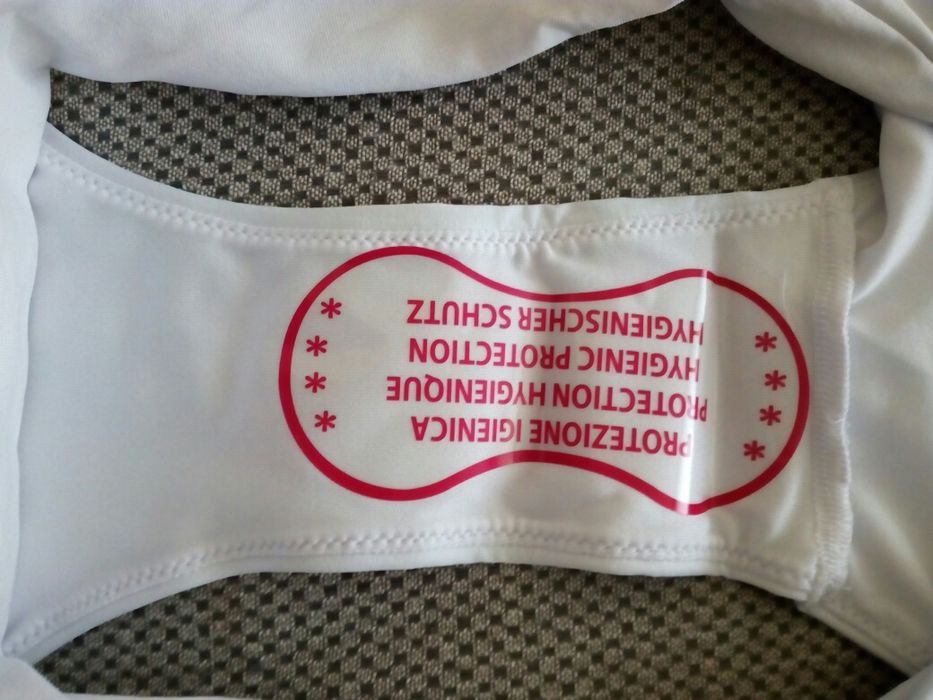 PROTEZIONE IGIENICA
PROTECTION HYGIENIQUE
HYGIENIC PROTECTION
HYGIENISCHER SCHUTZ